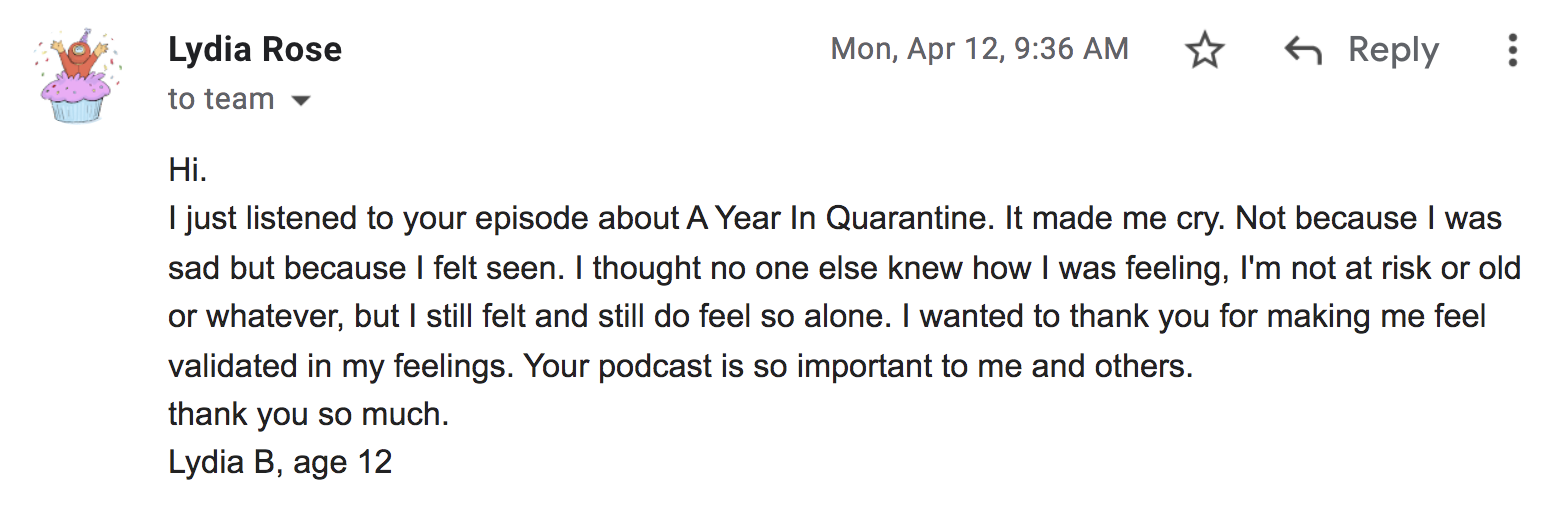 Lydia Rose
Mon, Apr 12, 9:36 AM
Reply
to team
Hi.
I just listened to your episode about A Year In Quarantine. It made me cry. Not because I was
sad but because I felt seen. I thought no one else knew how I was feeling, I'm not at risk or old
or whatever, but I still felt and still do feel so alone. I wanted to thank you for making me feel
validated in my feelings. Your podcast is so important to me and others.
thank you so much.
Lydia B, age 12